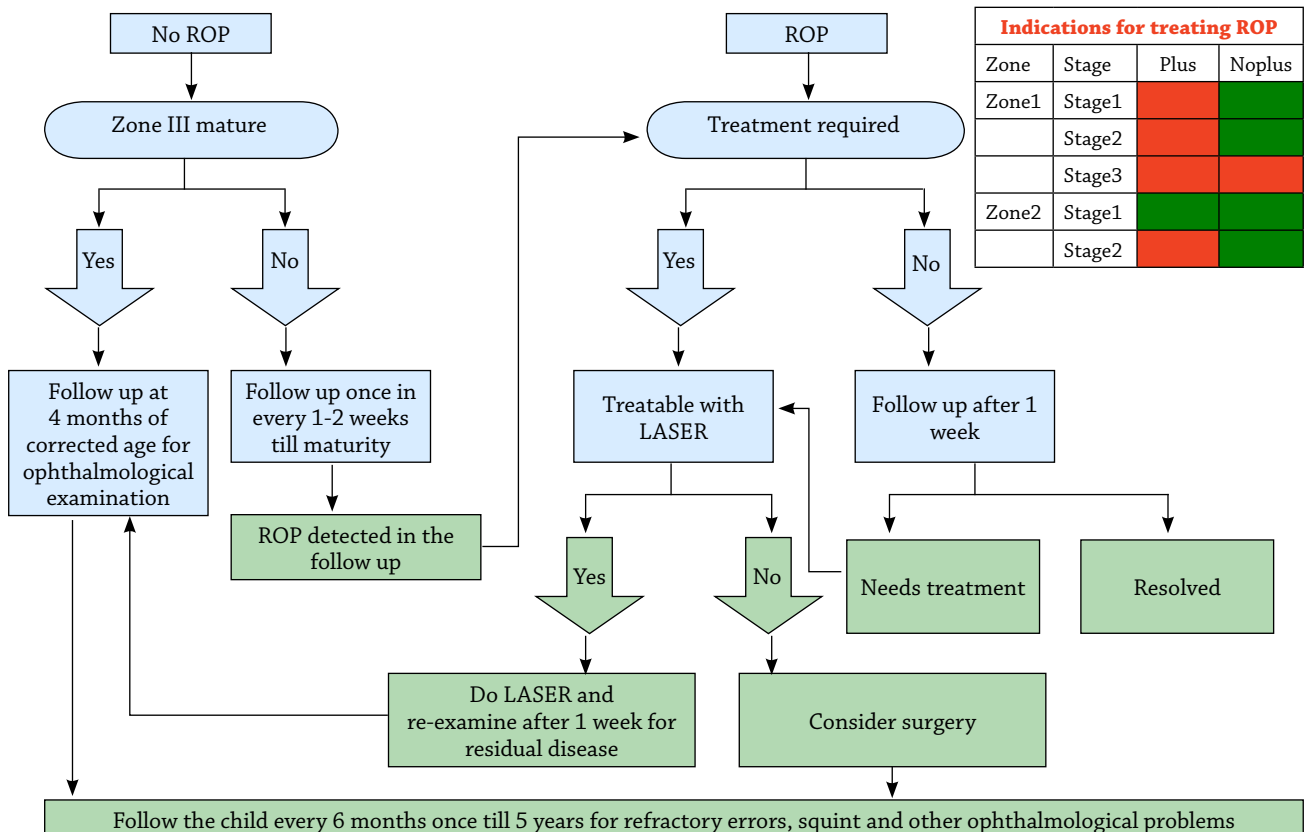 No ROP
ROP
Indications for treating ROP
Zone Stage Plus Noplus
Zone1 Stage1
Stage2
Stage3
Zone2 Stage1
Stage2
Zone III mature
Treatment required
Yes
No
Yes
No
Follow up at
4 months of
corrected age for
ophthalmological
examination
Follow up once in
every 1-2 weeks
till maturity
Treatable with
LASER
Follow up after 1
week
ROP detected in the
follow up
Yes
No
Needs treatment
Resolved
Do LASER and
re-examine after 1 week for
residual disease
Consider surgery
Follow the child every 6 months once till 5 years for refractory errors, squint and other ophthalmological problems